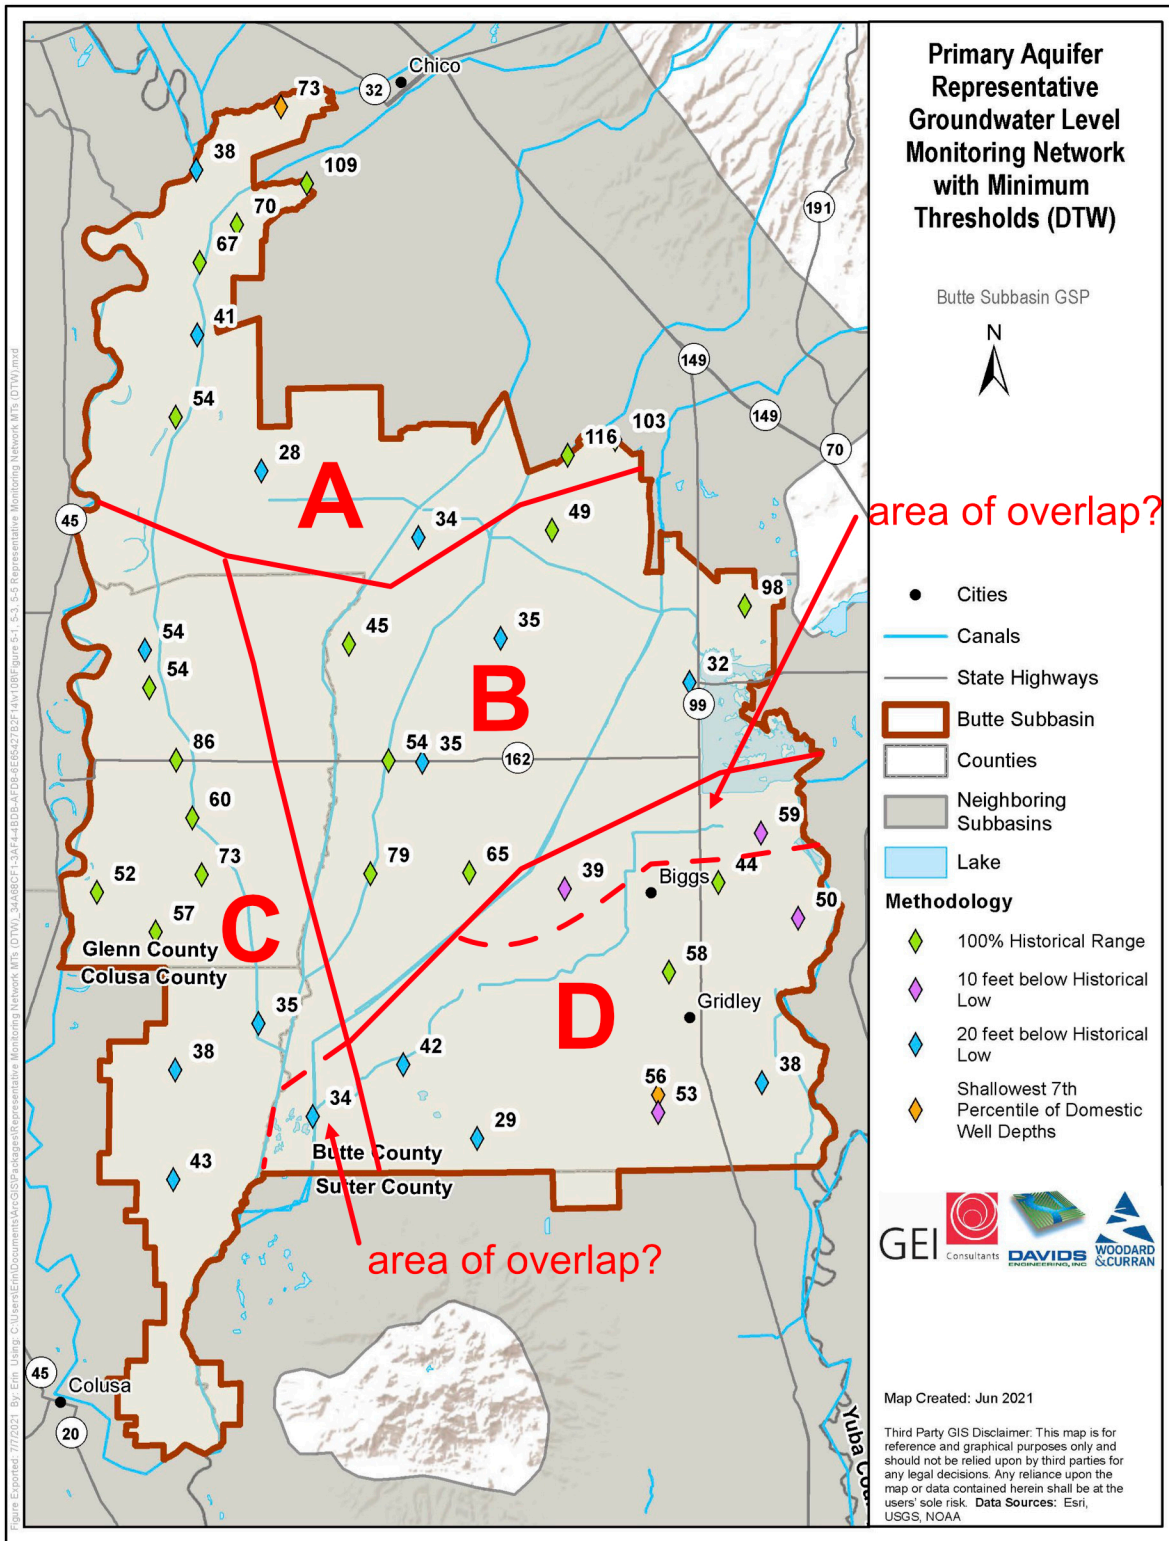 Primary Aquifer
Representative
Groundwater Level
Monitoring Network
with Minimum
Thresholds (DTW)
Butte Subbasin GSP
N
area of overlap?
Cities
Canals
State Highways
Butte Subbasin
Counties
Neighboring
Subbasins
Lake
Methodology
100% Historical Range
10 feet below Historical
Low
20 feet below Historical
Low
Shallowest 7th
Percentile of Domestic
Well Depths
GEI Consultants
DAVIDS
ENGINEERING, INC
WOODARD
&CURRAN
Map Created: Jun 2021
Third Party GIS Disclaimer: This map is for
reference and graphical purposes only and
should not be relied upon by third parties for
any legal decisions. Any reliance upon the
map or data contained herein shall be at the
users' sole risk. Data Sources: Esri,
USGS, NOAA
Chico
32
73
38
109
70
67
191
41
149
54
149
103
116
70
28
A
45
34
49
98
54
45
35
32
54
B
99
86
54
35
162
60
59
79
65
73
39
44
52
Biggs
50
57
C
Glenn County
Colusa County
58
D
Gridley
35
38
42
38
56
53
34
29
Butte County
43
Sutter County
area of overlap?
45
Colusa
20